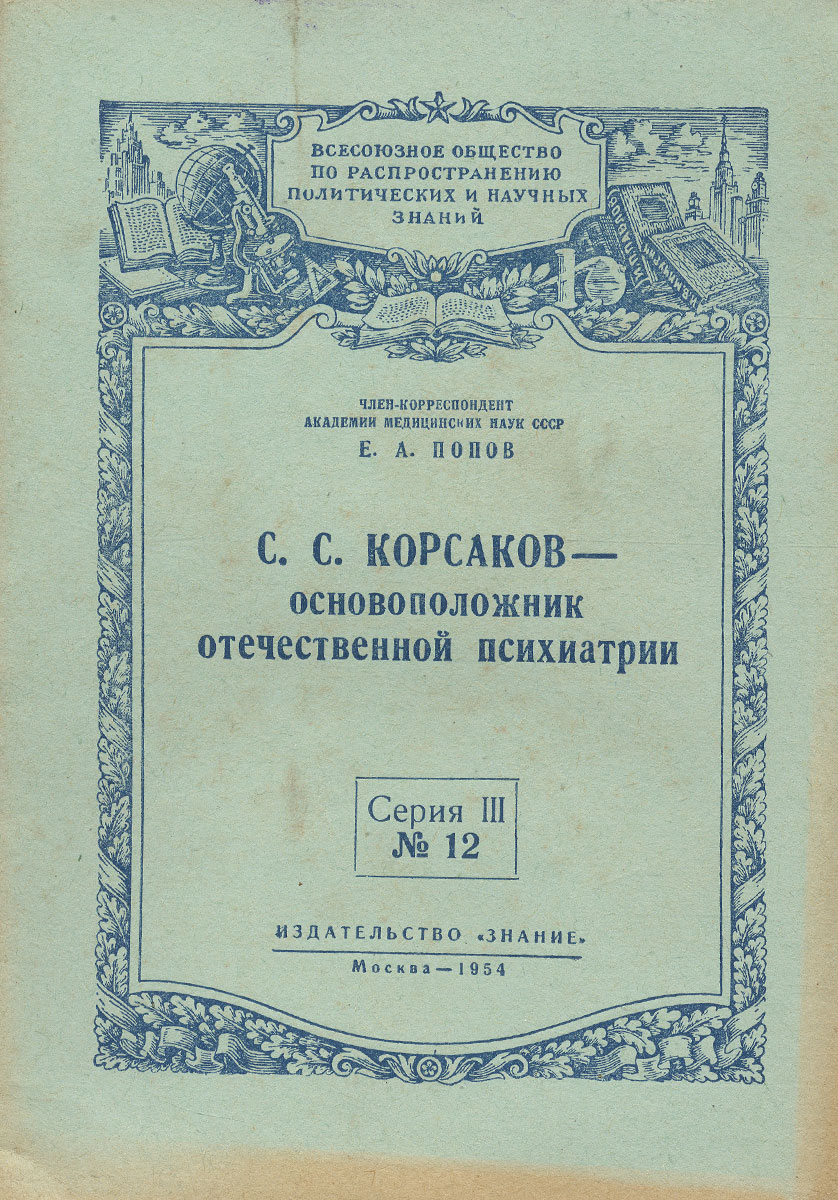 ВСЕСОЮЗНОЕ ОБЩЕСТВО
ПО РАСПРОСТРАНЕНИЮ
ПОЛИТИЧЕСКИХ И НАУЧНЫХ
ЗНАНИЙ
ЧЛЕН-КОРРЕСПОНДЕНТ
АКАДЕМИИ МЕДИЦИНСКИХ НАУК СССР
Е. А. ПОПОВ
С. С. КОРСАКОВ—
ОСНОВОПОЛОЖНИК
ОТЕЧЕСТВЕННОЙ ПСИХИАТРИИ
Серия III
№ 12
ИЗДАТЕЛЬСТВО «ЗНАНИЕ»
Москва—1954